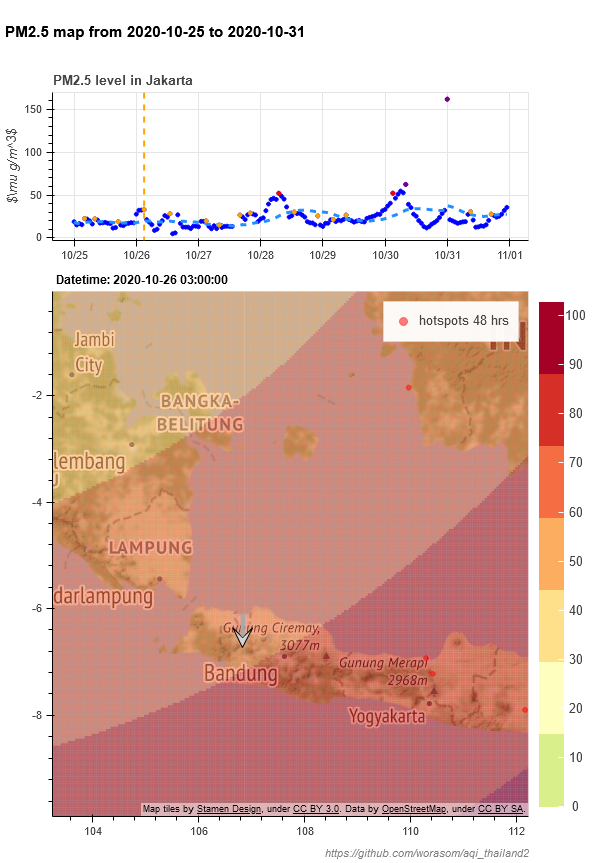 PM2.5 map from 2020-10-25 to 2020-10-31
PM2.5 level in Jakarta
$\mu g/m^3$
150
100
50
0
10/25 10/26 10/27 10/28 10/29 10/30 10/31 11/01
Datetime: 2020-10-26 03:00:00
hotspots 48 hrs
IN
Jambi
City
BANGKA-
BELITUNG
lembang
LAMPUNG
darlampung
Gunung Ciremay,
3077m
Bandung
Gunung Merapi
2968m
Yogyakarta
-2
-4
-6
-8
100
90
80
70
60
50
40
30
20
10
0
Map tiles by Stamen Design, under CC BY 3.0. Data by OpenStreetMap, under CC BY SA.
104 106 108 110 112
https://github.com/worasom/aqi_thailand2